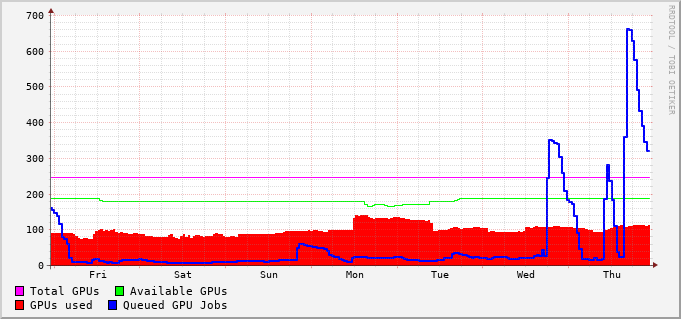 700
600
500
400
300
200
100
0
Fri Sat Sun Mon Tue Wed Thu
Total GPUs Available GPUs
GPUs used Queued GPU Jobs
RRDTOOL / TOBI OETIKER